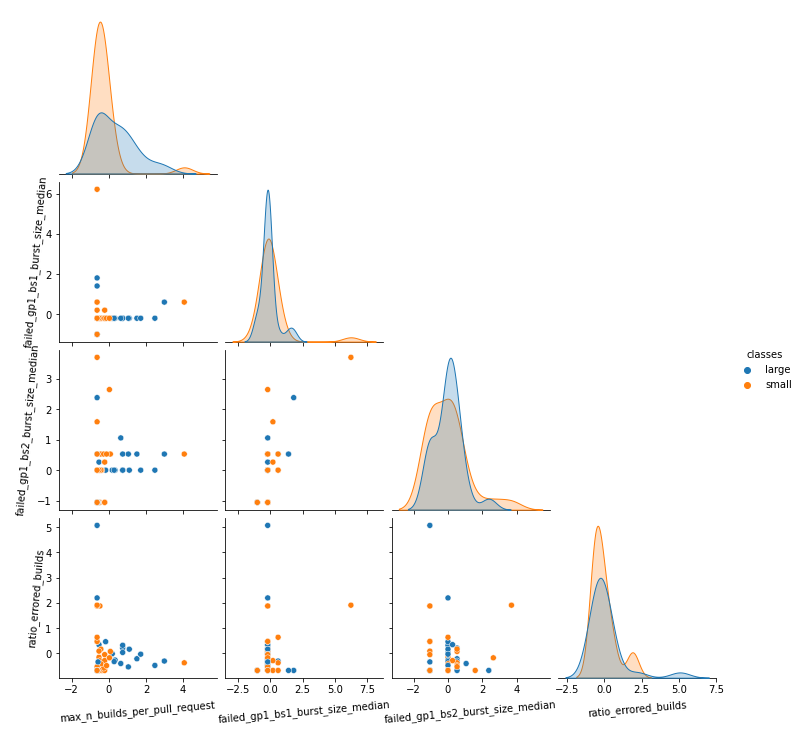 failed_gp1_bs1_burst_size_median
6
4
2
0
classes
large
small
failed_gp1_bs2_burst_size_median
3
2
1
0
−1
ratio_errored_builds
5
4
3
2
1
0
−2 0 2 4
−2.5 0.0 2.5 5.0 7.5
−2 0 2 4
−2.5 0.0 2.5 5.0 7.5
max_n_builds_per_pull_request
failed_gp1_bs1_burst_size_median
failed_gp1_bs2_burst_size_median
ratio_errored_builds